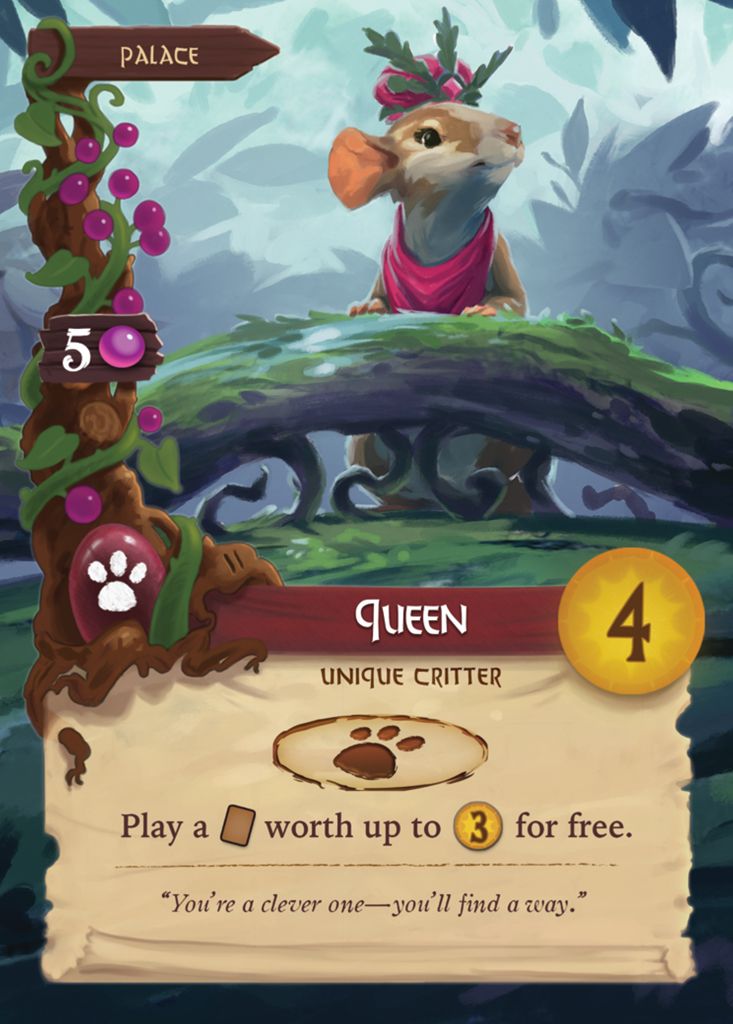 PALACE
5
QUEEN
4
UNIQUE CRITTER
Play a worth up to 3 for free.
“You’re a clever one—you’ll find a way.”